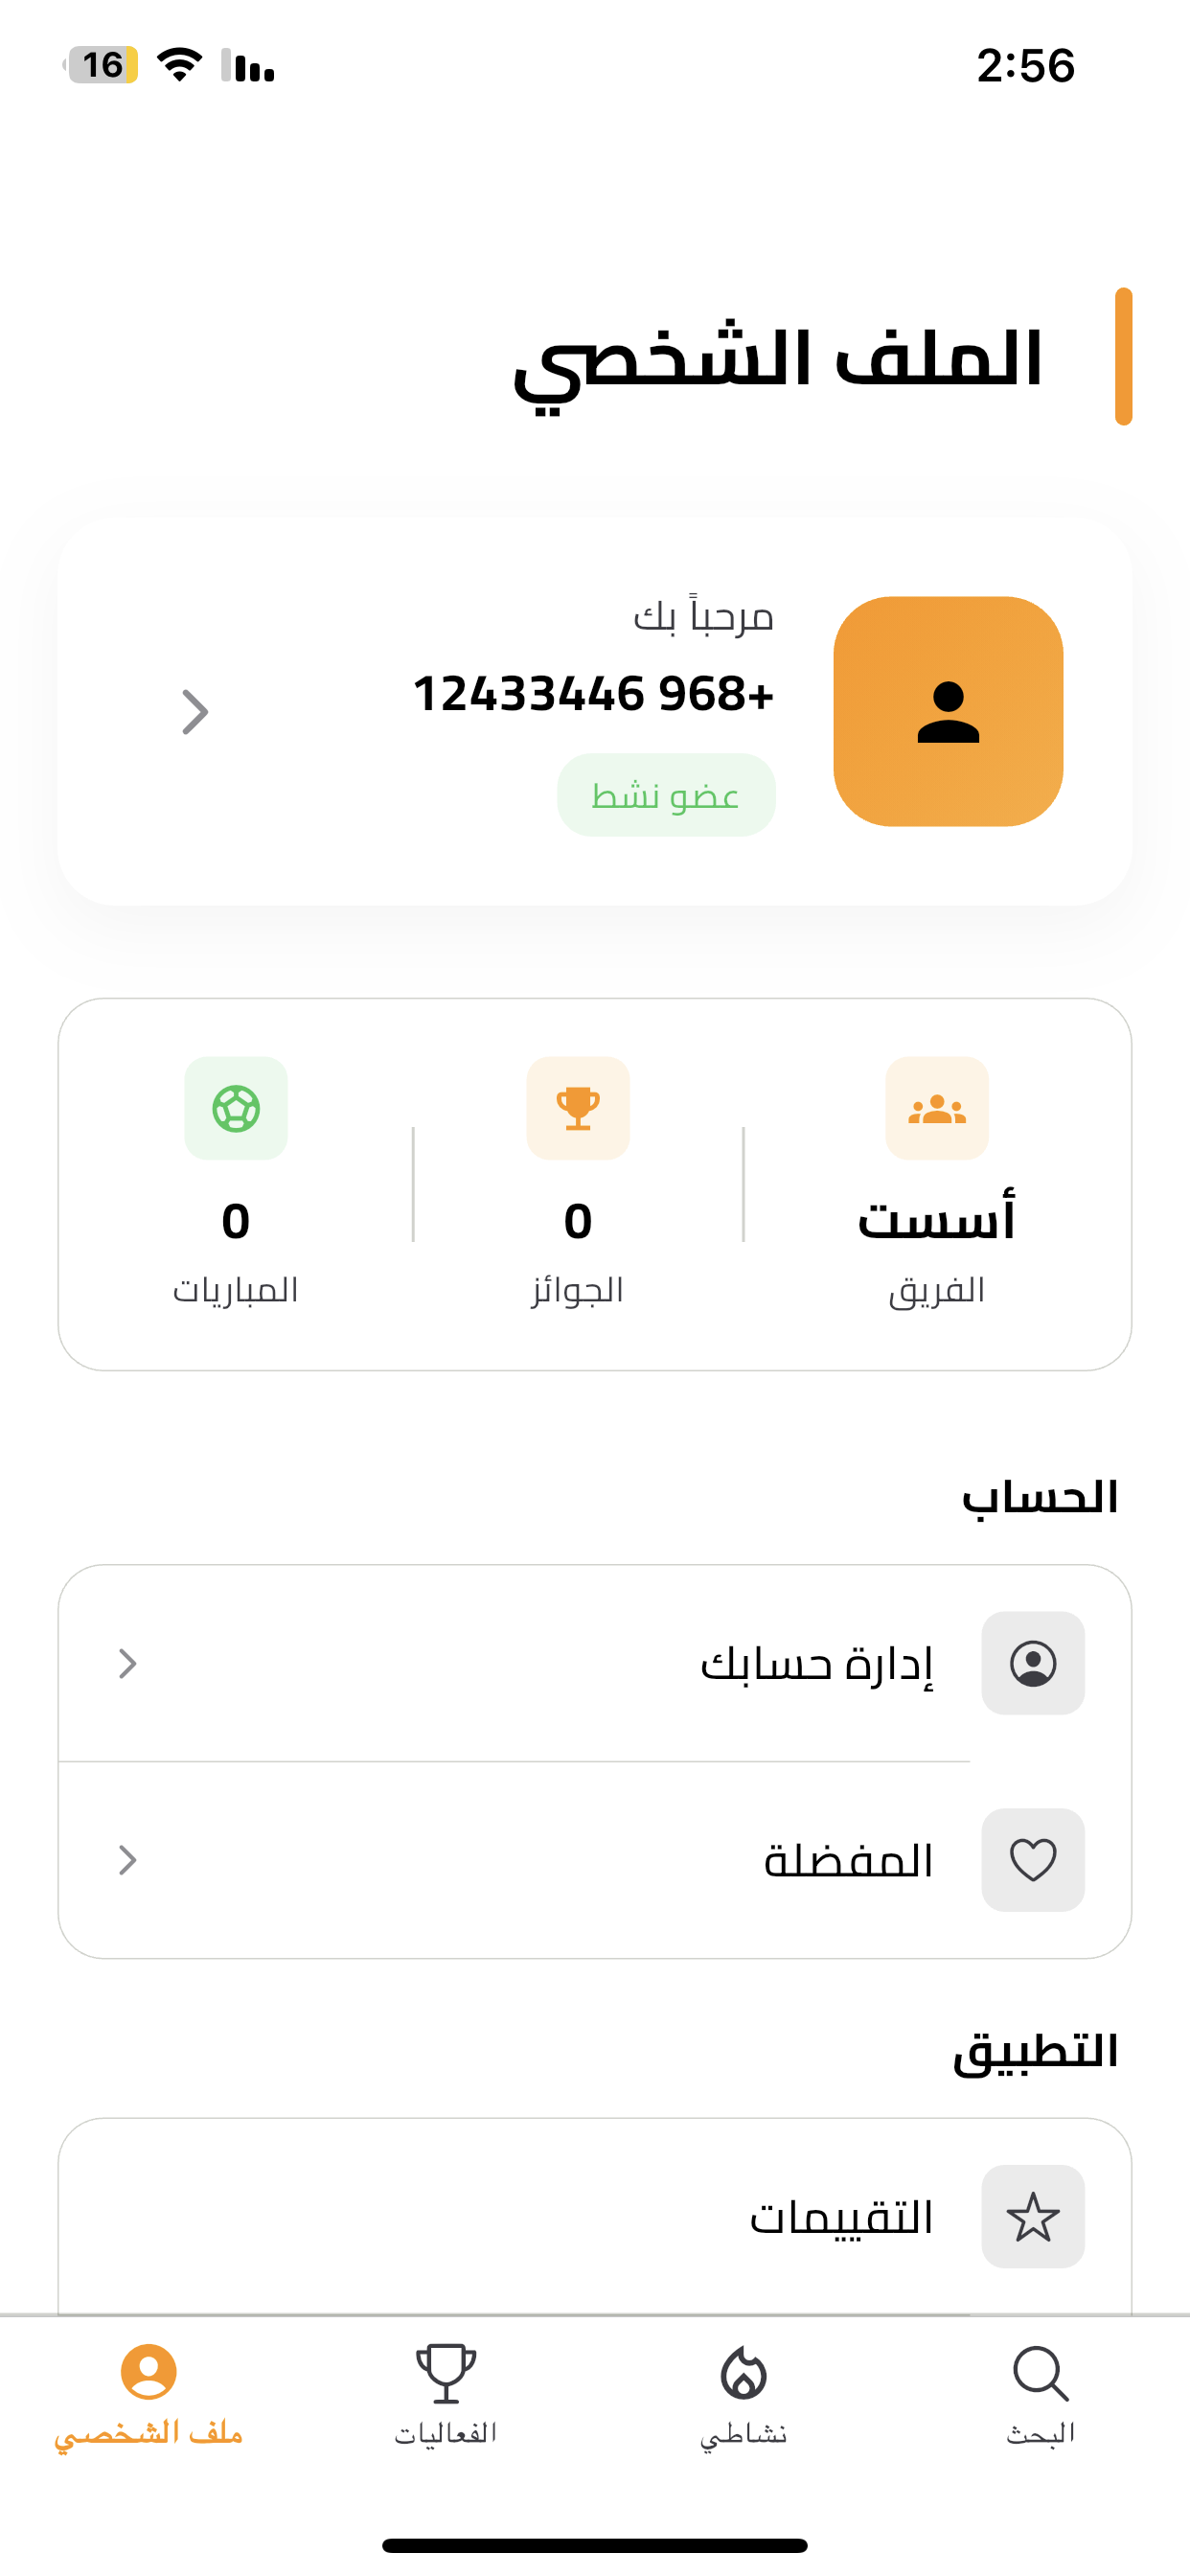 2:56
16
الملف الشخصي
مرحباً بك
+968 12433446
عضو نشط
أسست
الفريق
0
الجوائز
0
المباريات
الحساب
إدارة حسابك
المفضلة
التطبيق
التقييمات
البحث
نشاطي
الفعاليات
ملف الشخصي